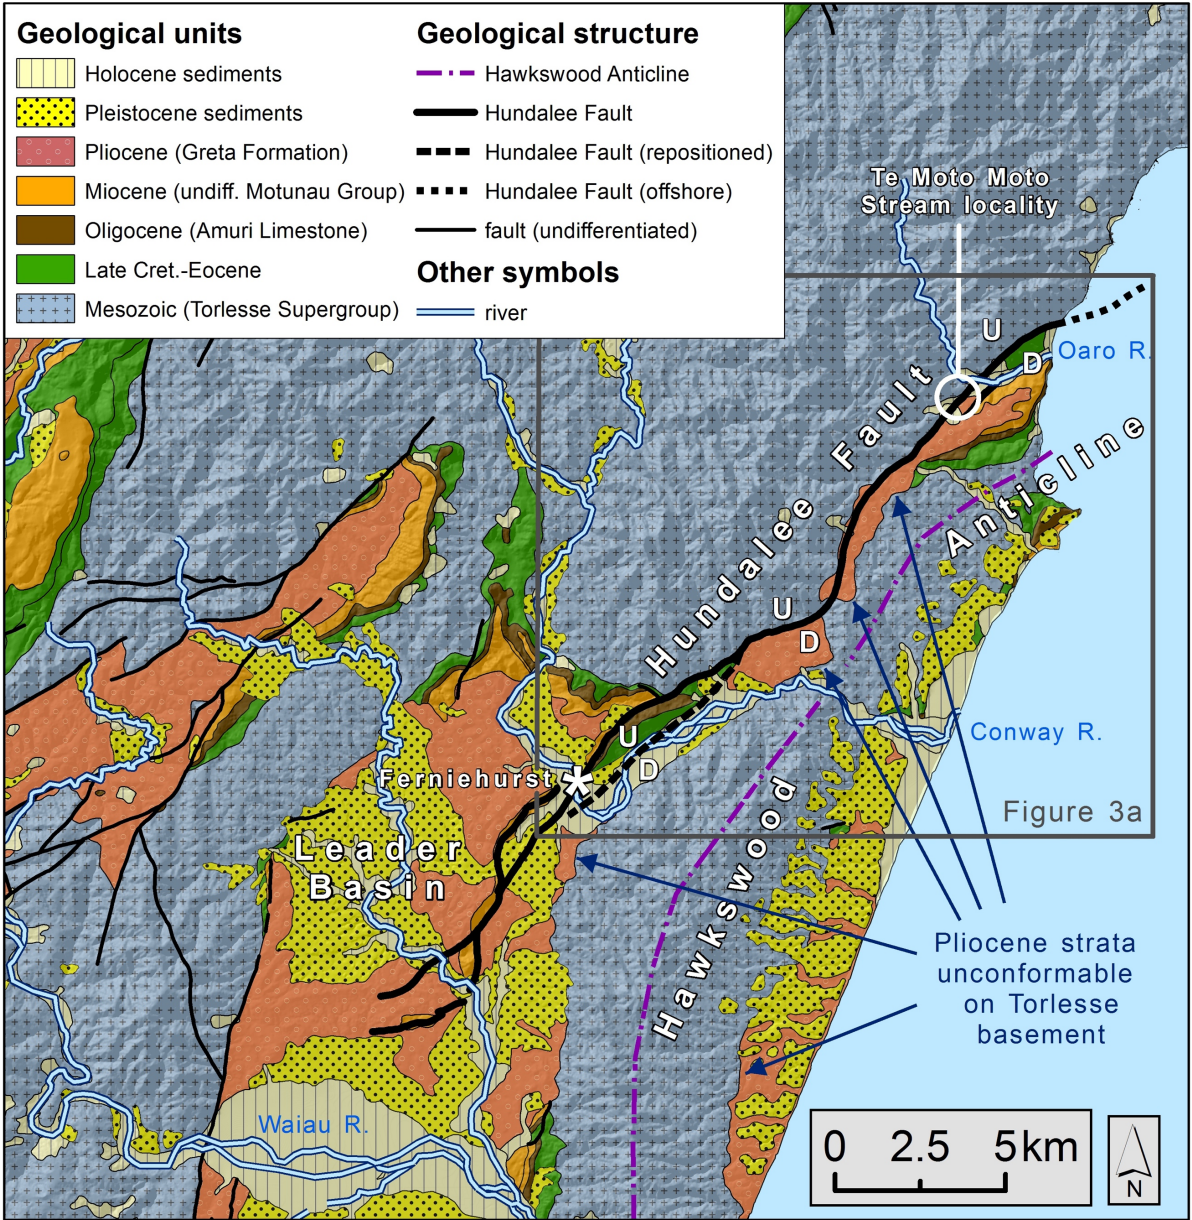 Geological units
Holocene sediments
Pleistocene sediments
Pliocene (Greta Formation)
Miocene (undiff. Motunau Group)
Oligocene (Amuri Limestone)
Late Cret.-Eocene
Mesozoic (Torlesse Supergroup)
Geological structure
Hawkswood Anticline
Hundalee Fault
Hundalee Fault (repositioned)
Hundalee Fault (offshore)
fault (undifferentiated)
Other symbols
river
Te Moto Moto
Stream locality
U
D
Oaro R.
Hundalee Fault
Hawkswood Anticline
U
D
U
D
Conway R.
Ferniehurst *
Figure 3a
Leader
Basin
Pliocene strata
unconformable
on Torlesse
basement
Waiau R.
0 2.5 5km
N